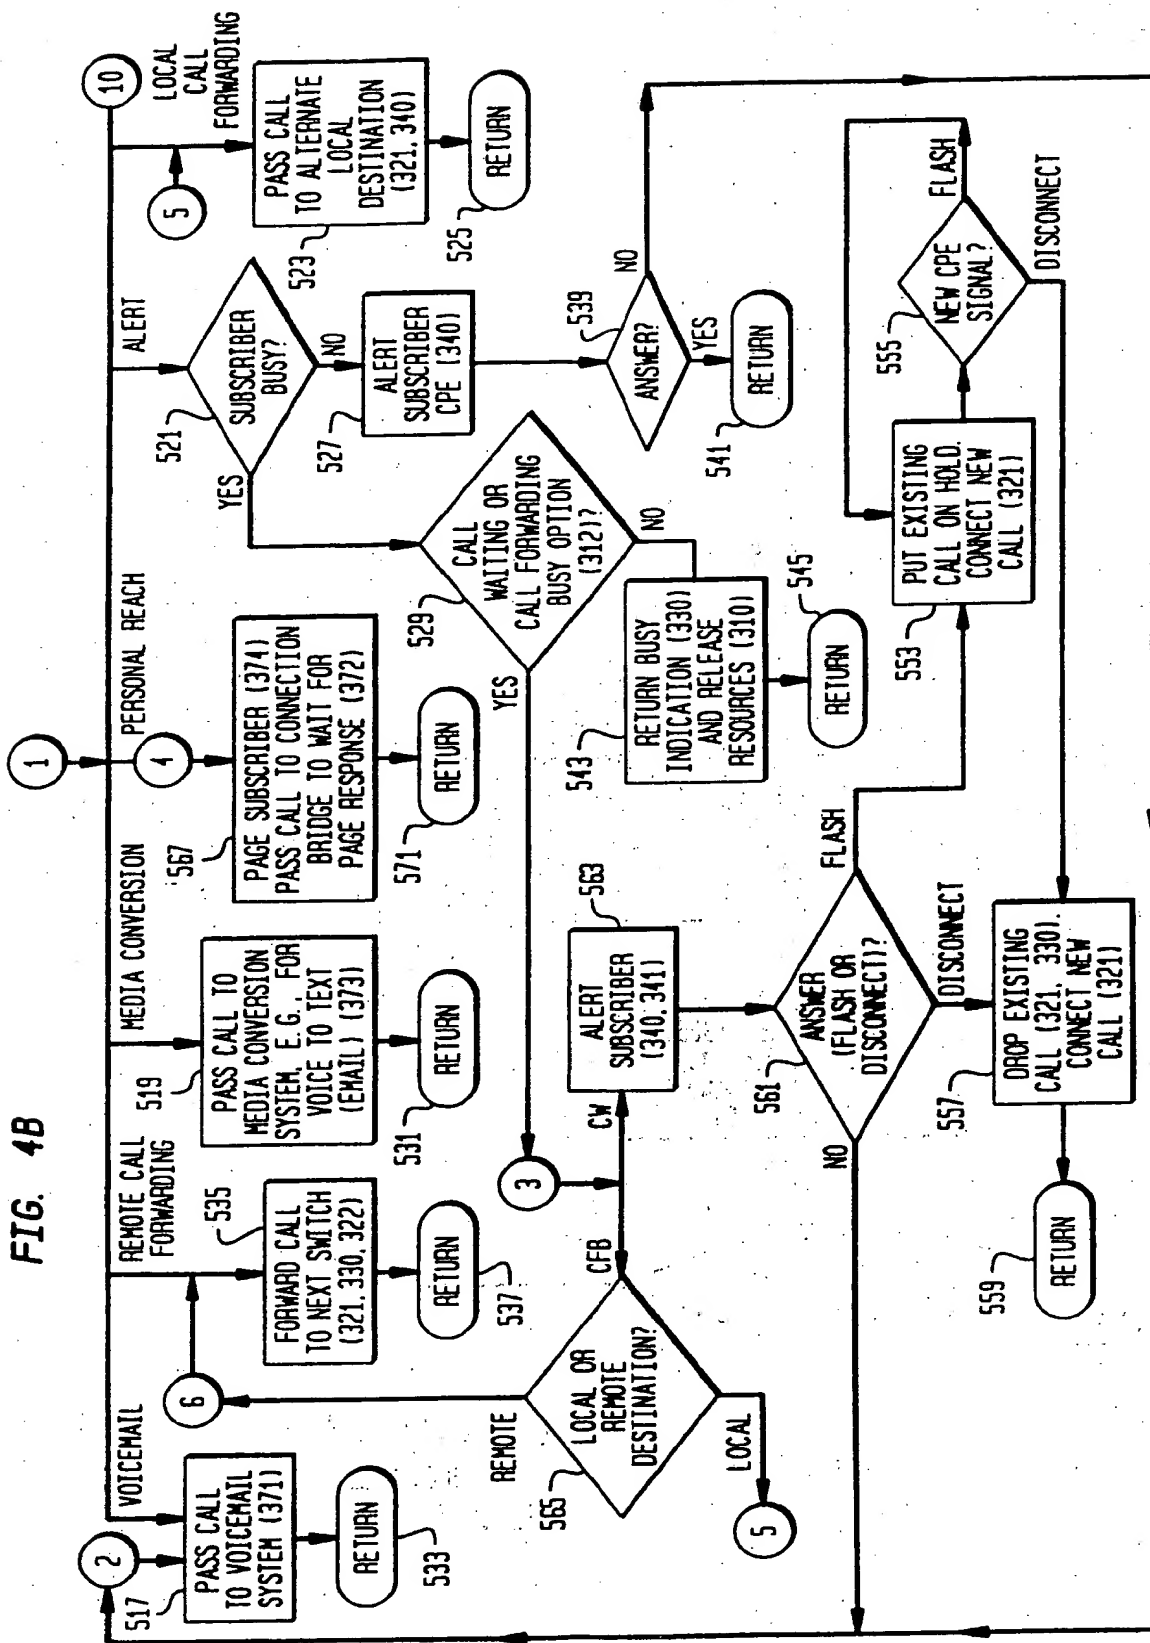 FIG. 4B
1
10
2
VOICEMAIL
517
PASS CALL
TO VOICEMAIL
SYSTEM (371)
RETURN
533
REMOTE CALL
FORWARDING
6
535
FORWARD CALL
TO NEXT SWITCH
(321, 330, 322)
RETURN
537
MEDIA CONVERSION
519
PASS CALL TO
MEDIA CONVERSION
SYSTEM, E.G., FOR
VOICE TO TEXT
(EMAIL) (373)
RETURN
531
PERSONAL REACH
4
567
PAGE SUBSCRIBER (374)
PASS CALL TO CONNECTION
BRIDGE TO WAIT FOR
PAGE RESPONSE (372)
RETURN
571
ALERT
521
SUBSCRIBER
BUSY?
YES
NO
527
ALERT
SUBSCRIBER
CPE (340)
LOCAL
CALL
FORWARDING
5
523
PASS CALL
TO ALTERNATE
LOCAL
DESTINATION
(321, 340)
525
RETURN
529
CALL
WAITING OR
CALL FORWARDING
BUSY OPTION
(312)?
YES
NO
539
ANSWER?
NO
YES
541
RETURN
543
RETURN BUSY
INDICATION (330)
AND RELEASE
RESOURCES (310)
545
RETURN
3
CFB
CW
565
LOCAL OR
REMOTE
DESTINATION?
REMOTE
LOCAL
5
563
ALERT
SUBSCRIBER
(340, 341)
561
ANSWER
(FLASH OR
DISCONNECT)?
NO
FLASH
DISCONNECT
553
PUT EXISTING
CALL ON HOLD.
CONNECT NEW
CALL (321)
555
NEW CPE
SIGNAL?
FLASH
DISCONNECT
557
DROP EXISTING
CALL (321, 330).
CONNECT NEW
CALL (321)
559
RETURN